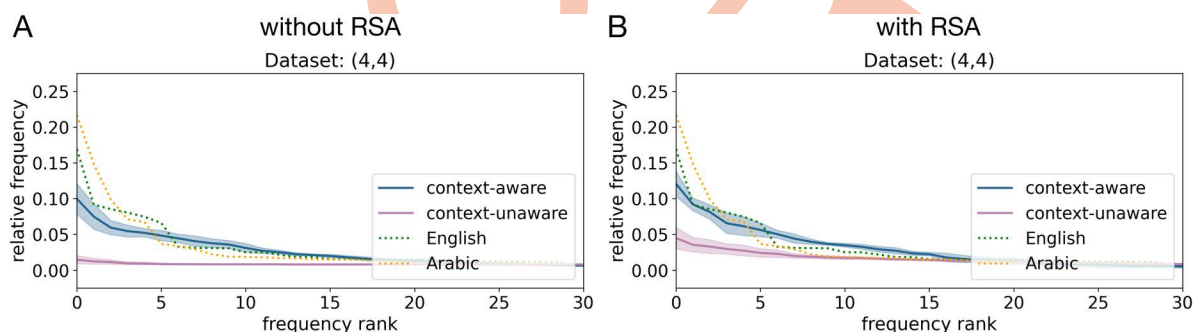 A
without RSA
Dataset: (4,4)
relative frequency
0.25
0.20
0.15
0.10
0.05
0.00
context-aware
context-unaware
English
Arabic
0 5 10 15 20 25 30
frequency rank
B
with RSA
Dataset: (4,4)
relative frequency
0.25
0.20
0.15
0.10
0.05
0.00
context-aware
context-unaware
English
Arabic
0 5 10 15 20 25 30
frequency rank